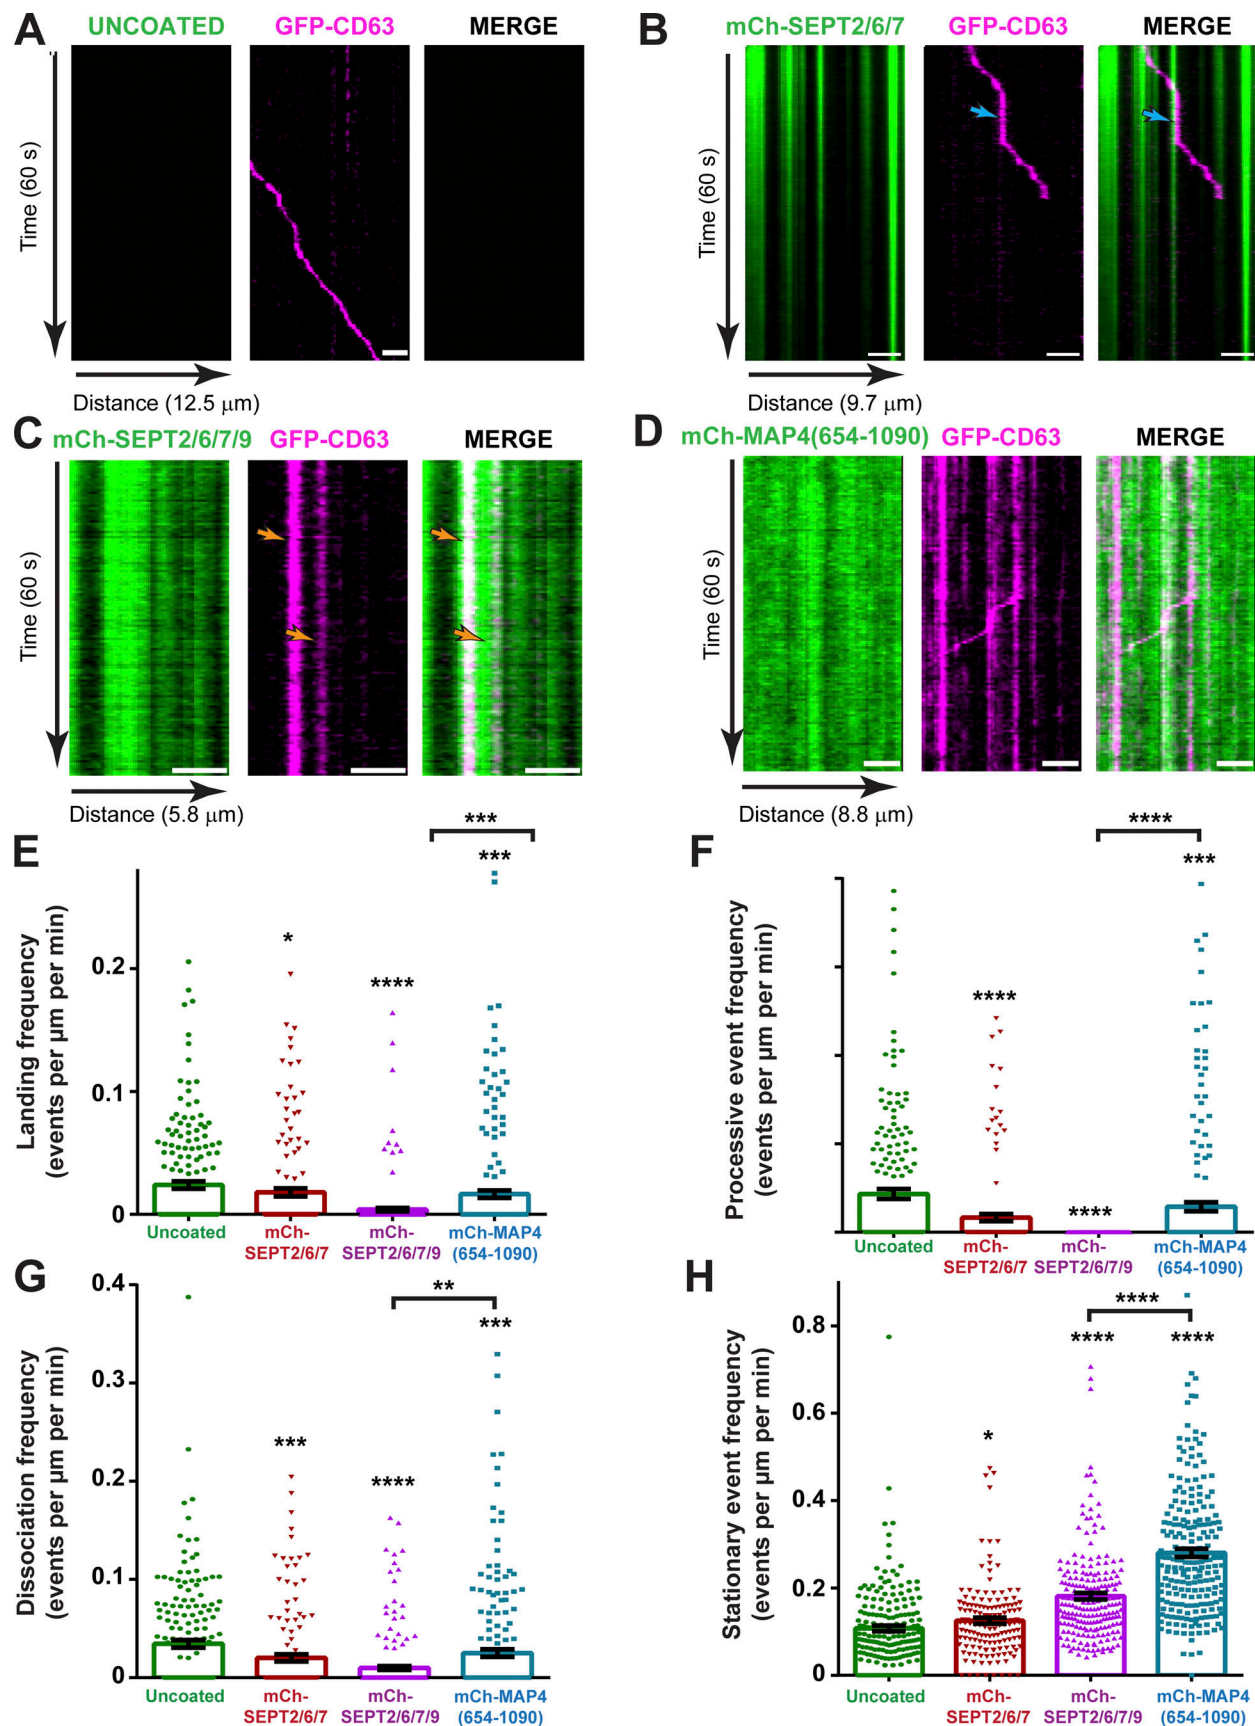 A
UNCOATED
GFP-CD63
MERGE
Time (60 s)
Distance (12.5 µm)
B
mCh-SEPT2/6/7
GFP-CD63
MERGE
Time (60 s)
Distance (9.7 µm)
C
mCh-SEPT2/6/7/9
GFP-CD63
MERGE
Time (60 s)
Distance (5.8 µm)
D
mCh-MAP4(654-1090)
GFP-CD63
MERGE
Time (60 s)
Distance (8.8 µm)
E
***
***
*
****
Landing frequency
(events per µm per min)
0.2
0.1
0
Uncoated
mCh-
SEPT2/6/7
mCh-
SEPT2/6/7/9
mCh-MAP4
(654-1090)
F
****
***
****
****
Processive event frequency
(events per µm per min)
Uncoated
mCh-
SEPT2/6/7
mCh-
SEPT2/6/7/9
mCh-MAP4
(654-1090)
G
**
***
***
****
Dissociation frequency
(events per µm per min)
0.4
0.3
0.2
0.1
0
Uncoated
mCh-
SEPT2/6/7
mCh-
SEPT2/6/7/9
mCh-MAP4
(654-1090)
H
****
****
****
*
Stationary event frequency
(events per µm per min)
0.8
0.6
0.4
0.2
0
Uncoated
mCh-
SEPT2/6/7
mCh-
SEPT2/6/7/9
mCh-MAP4
(654-1090)